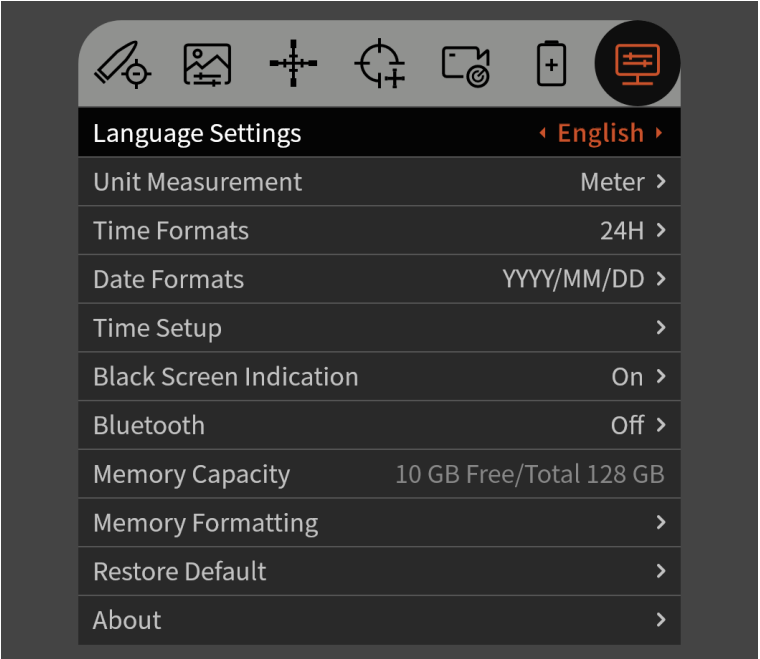 Language Settings English
Unit Measurement Meter
Time Formats 24H
Date Formats YYYY/MM/DD
Time Setup
Black Screen Indication On
Bluetooth Off
Memory Capacity 10 GB Free/Total 128 GB
Memory Formatting
Restore Default
About